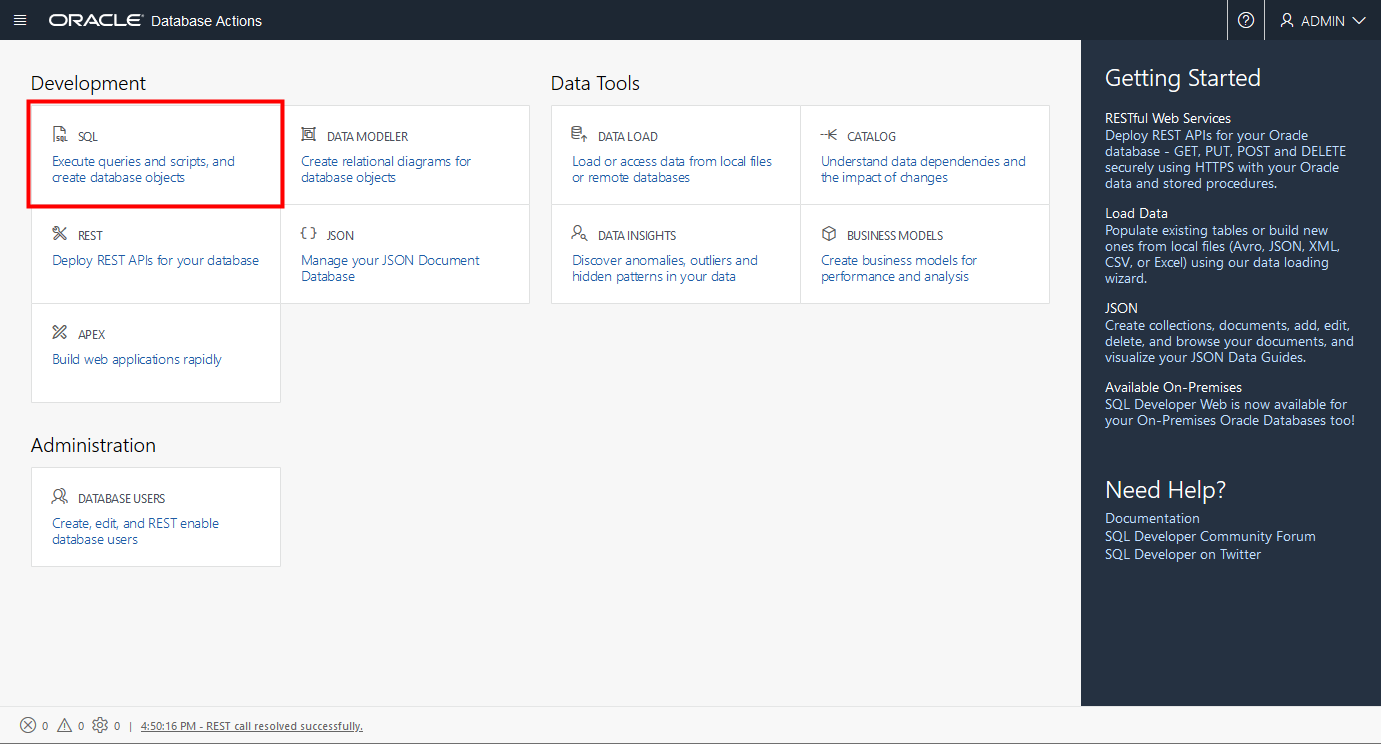 ORACLE Database Actions
ADMIN
Development
SQL
Execute queries and scripts, and
create database objects
DATA MODELER
Create relational diagrams for
database objects
REST
Deploy REST APIs for your database
JSON
Manage your JSON Document
Database
APEX
Build web applications rapidly
Data Tools
DATA LOAD
Load or access data from local files
or remote databases
CATALOG
Understand data dependencies and
the impact of changes
DATA INSIGHTS
Discover anomalies, outliers and
hidden patterns in your data
BUSINESS MODELS
Create business models for
performance and analysis
Administration
DATABASE USERS
Create, edit, and REST enable
database users
Getting Started
RESTful Web Services
Deploy REST APIs for your Oracle
database - GET, PUT, POST and DELETE
securely using HTTPS with your Oracle
data and stored procedures.
Load Data
Populate existing tables or build new
ones from local files (Avro, JSON, XML,
CSV, or Excel) using our data loading
wizard.
JSON
Create collections, documents, add, edit,
delete, and browse your documents, and
visualize your JSON Data Guides.
Available On-Premises
SQL Developer Web is now available for
your On-Premises Oracle Databases too!
Need Help?
Documentation
SQL Developer Community Forum
SQL Developer on Twitter
0 0 0 | 4:50:16 PM - REST call resolved successfully.